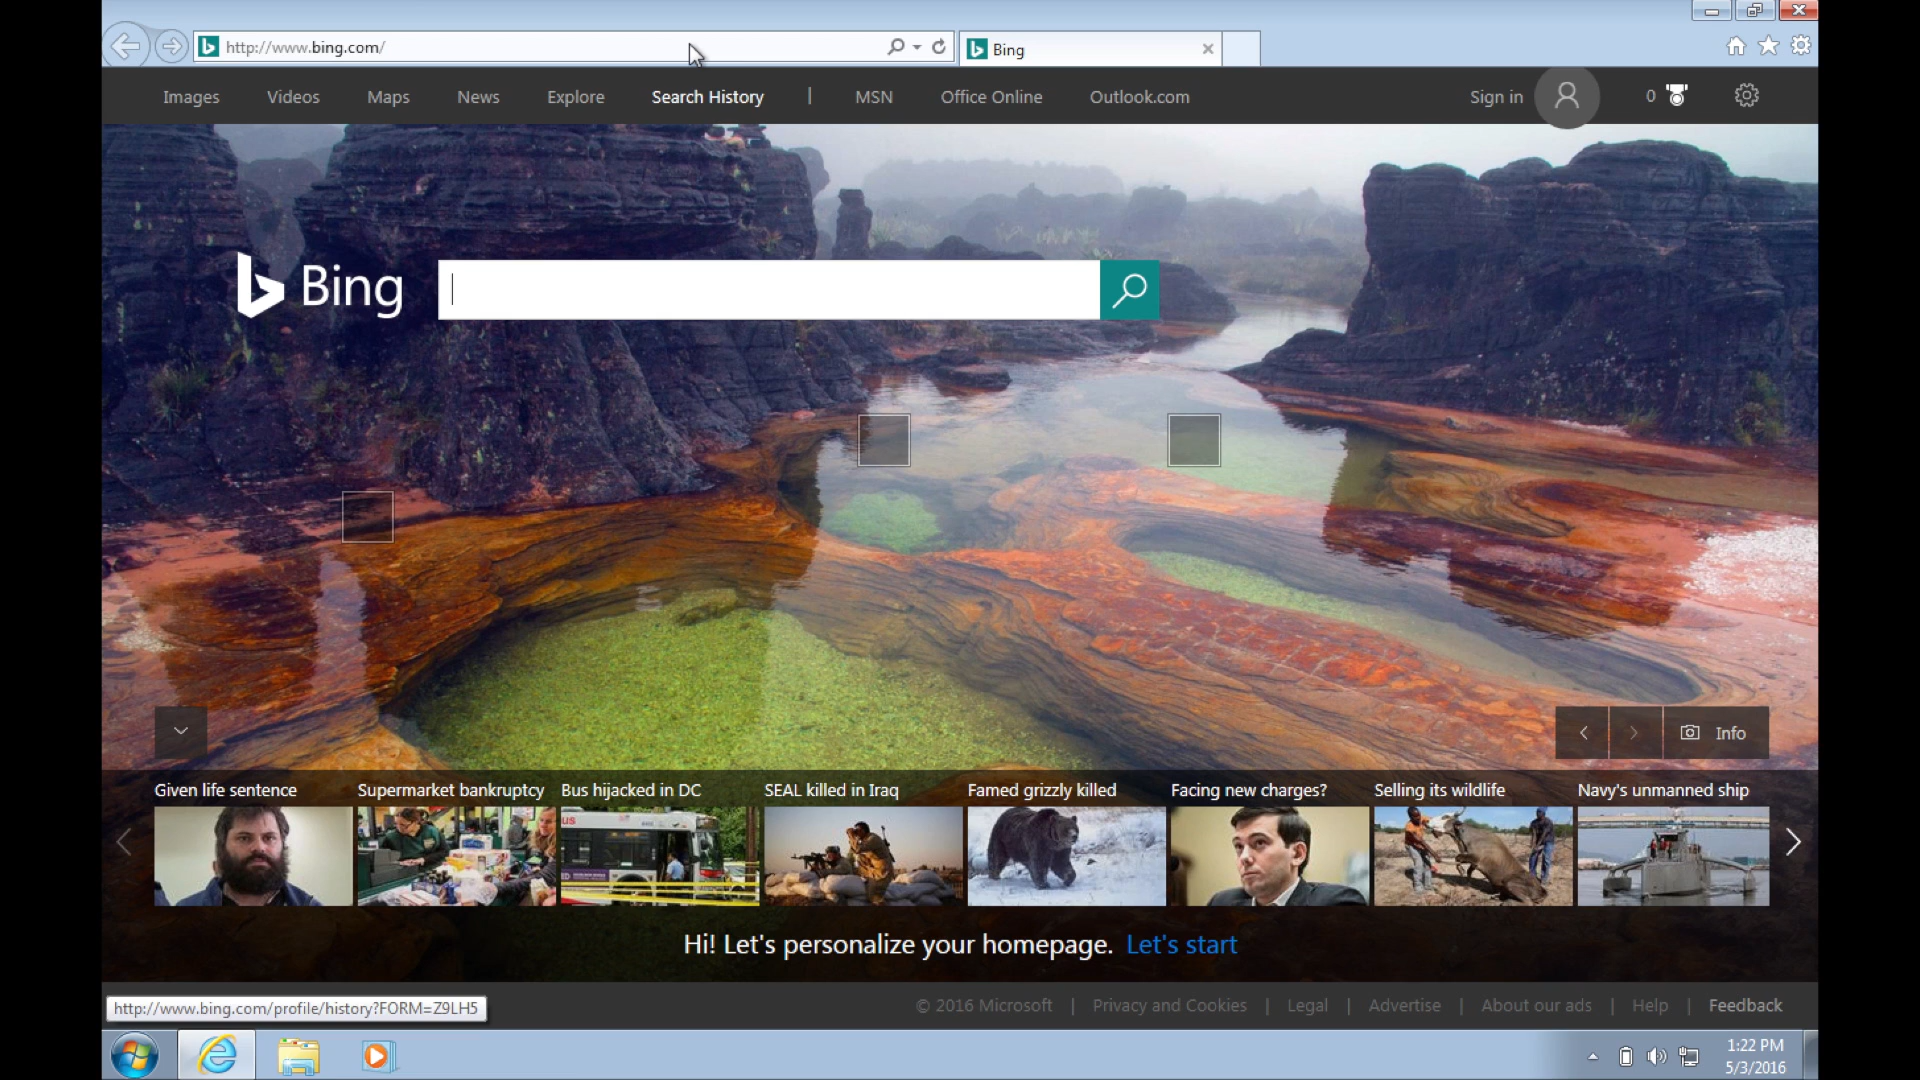 http://www.bing.com/
Bing
Images Videos Maps News Explore Search History | MSN Office Online Outlook.com
Sign in 0
Bing
Info
Given life sentence
Supermarket bankruptcy
Bus hijacked in DC
SEAL killed in Iraq
Famed grizzly killed
Facing new charges?
Selling its wildlife
Navy's unmanned ship
Hi! Let's personalize your homepage. Let's start
http://www.bing.com/profile/history?FORM=Z9LH5
© 2016 Microsoft | Privacy and Cookies | Legal | Advertise | About our ads | Help | Feedback
1:22 PM
5/3/2016